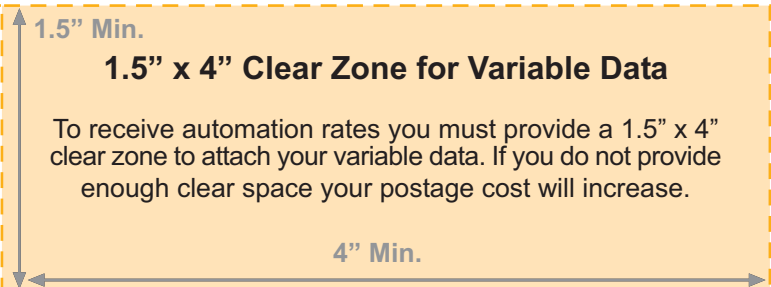 1.5” Min.
1.5” x 4” Clear Zone for Variable Data
To receive automation rates you must provide a 1.5” x 4”
clear zone to attach your variable data. If you do not provide
enough clear space your postage cost will increase.
4” Min.